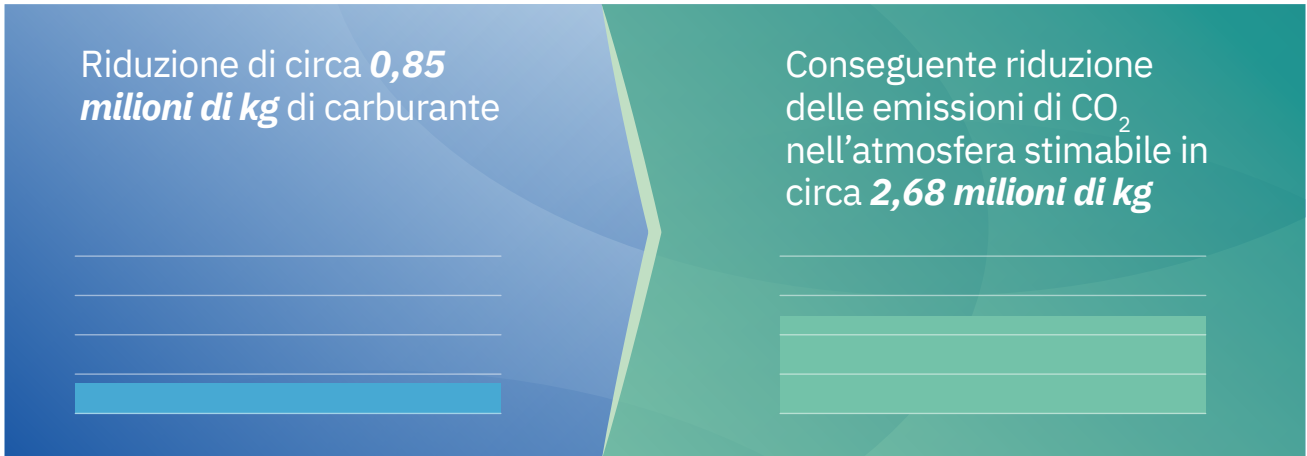 Riduzione di circa 0,85
milioni di kg di carburante
Conseguente riduzione
delle emissioni di CO₂
nell’atmosfera stimabile in
circa 2,68 milioni di kg